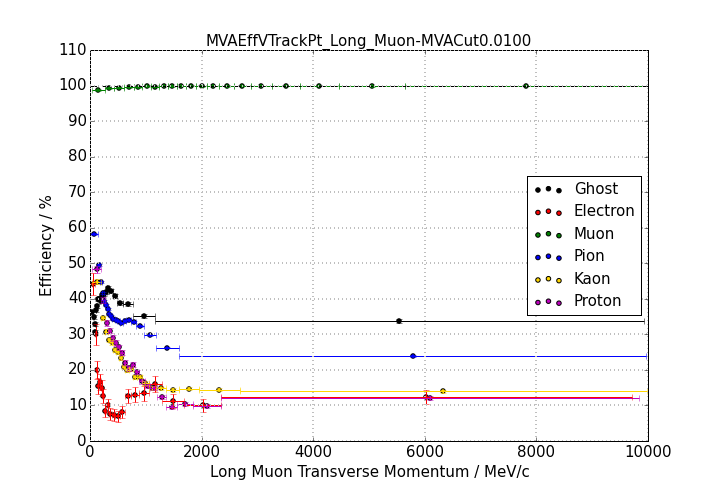 MVAEffVTrackPt_Long_Muon-MVACut0.0100
110
100
90
80
70
60
50
40
30
20
10
0
Efficiency / %
Ghost
Electron
Muon
Pion
Kaon
Proton
0 2000 4000 6000 8000 10000
Long Muon Transverse Momentum / MeV/c